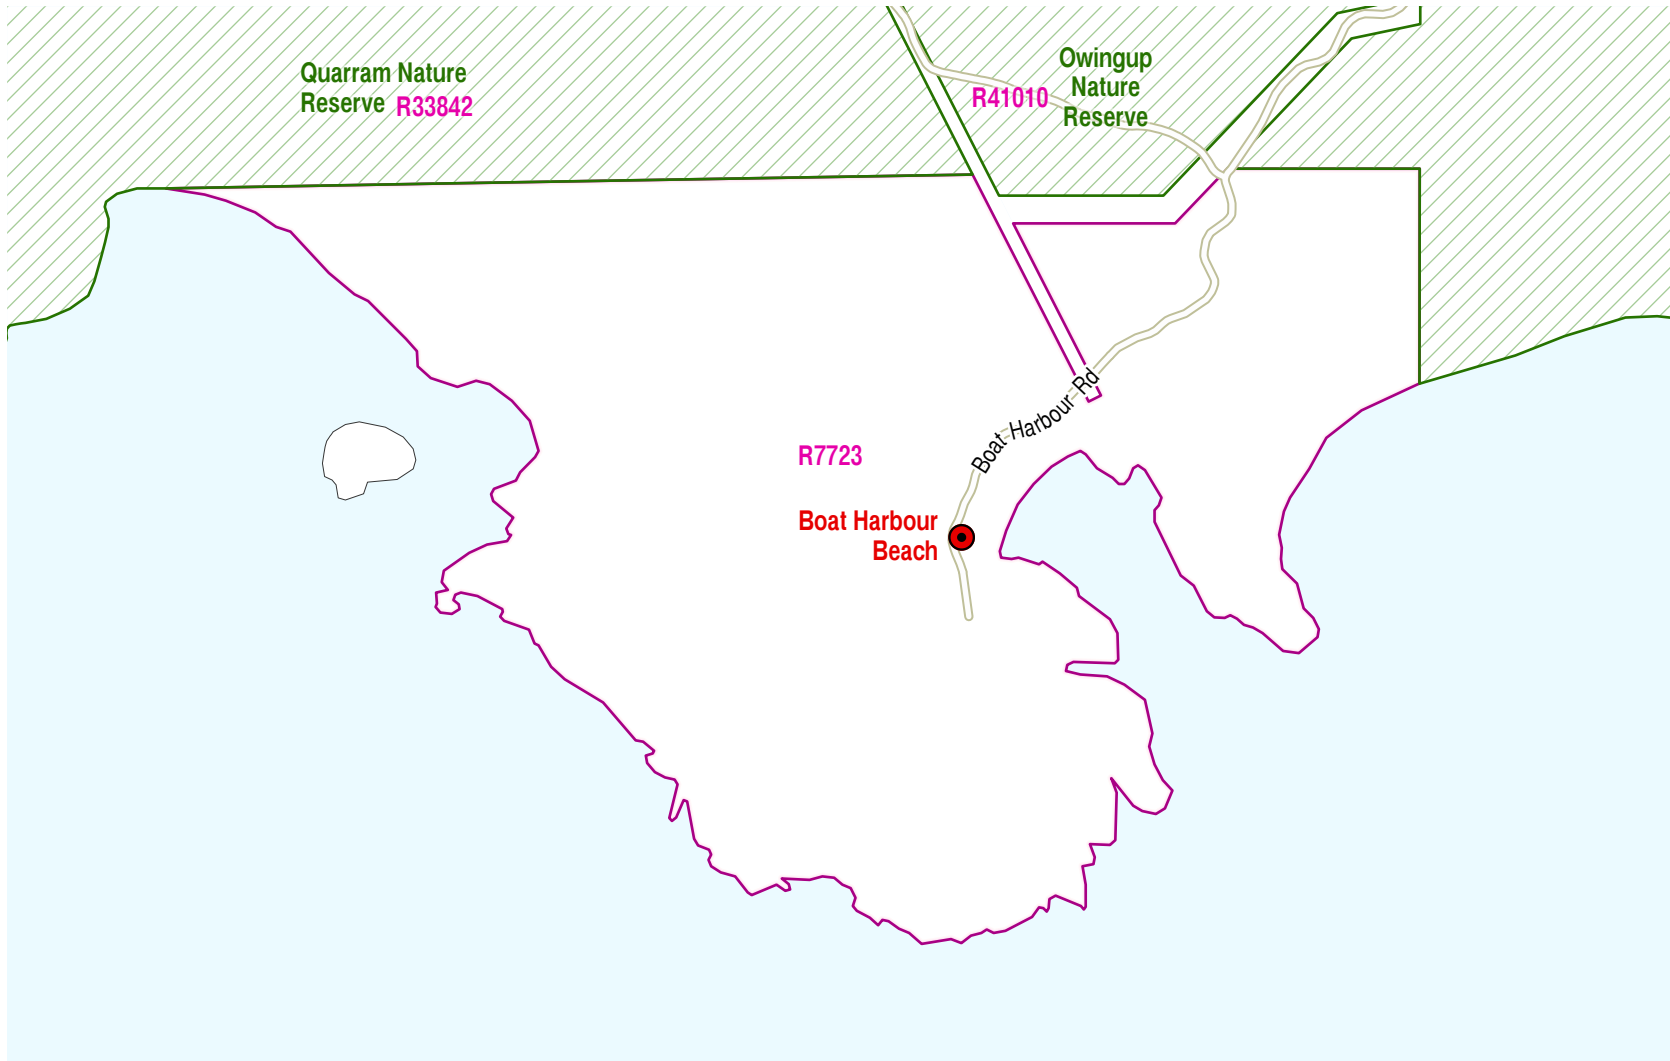 Quarram Nature
Reserve R33842
Owingup
Nature
Reserve
R41010
Boat Harbour Rd
R7723
Boat Harbour
Beach